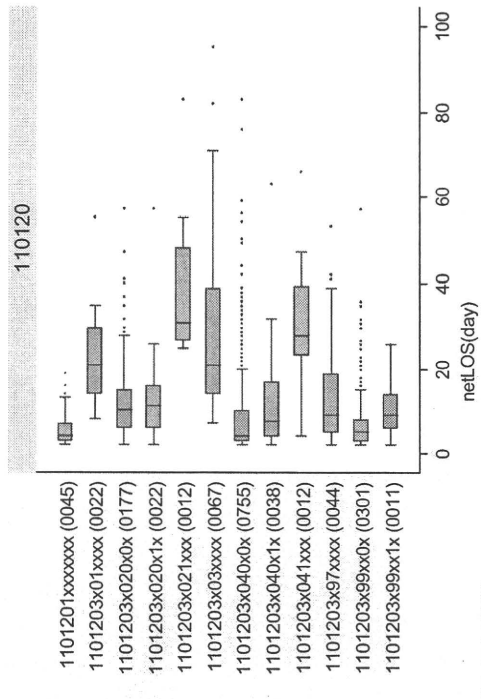 110120
1101201xxxxxxx (0045)
1101203x01xxxx (0022)
1101203x020x0x (0177)
1101203x020x1x (0022)
1101203x021xxx (0012)
1101203x03xxxx (0067)
1101203x040x0x (0755)
1101203x040x1x (0038)
1101203x041xxx (0012)
1101203x97xxxx (0044)
1101203x99xx0x (0301)
1101203x99xx1x (0011)
0 20 40 60 80 100
netLOS(day)